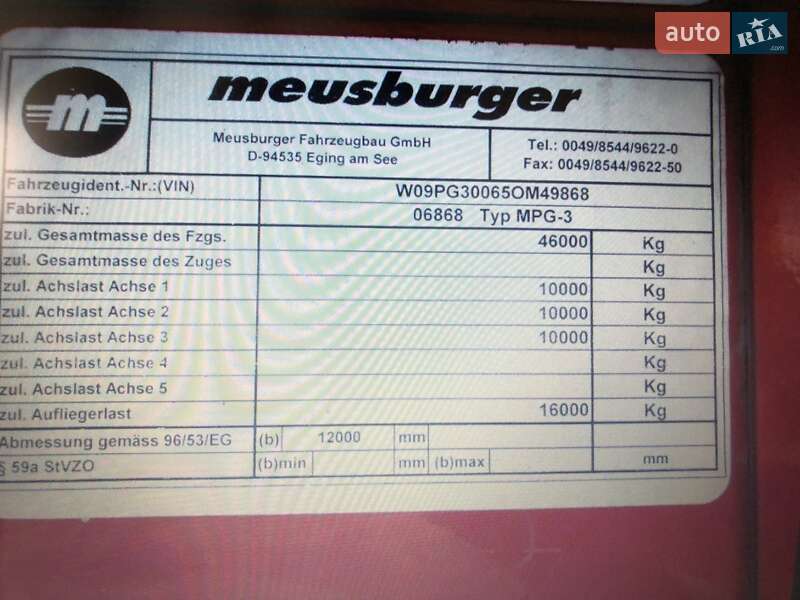 auto RIA .com
m meusburger
Meusburger Fahrzeugbau GmbH
D-94535 Eging am See
Tel.: 0049/8544/9622-0
Fax: 0049/8544/9622-50
Fahrzeugident.-Nr.:(VIN) W09PG30065OM49868
Fabrik-Nr.: 06868 Typ MPG-3
zul. Gesamtmasse des Fzgs. 46000 Kg
zul. Gesamtmasse des Zuges Kg
zul. Achslast Achse 1 10000 Kg
zul. Achslast Achse 2 10000 Kg
zul. Achslast Achse 3 10000 Kg
zul. Achslast Achse 4 Kg
zul. Achslast Achse 5 Kg
zul. Aufliegerlast 16000 Kg
Abmessung gemäss 96/53/EG (b) 12000 mm
§ 59a StVZO (b)min mm (b)max mm